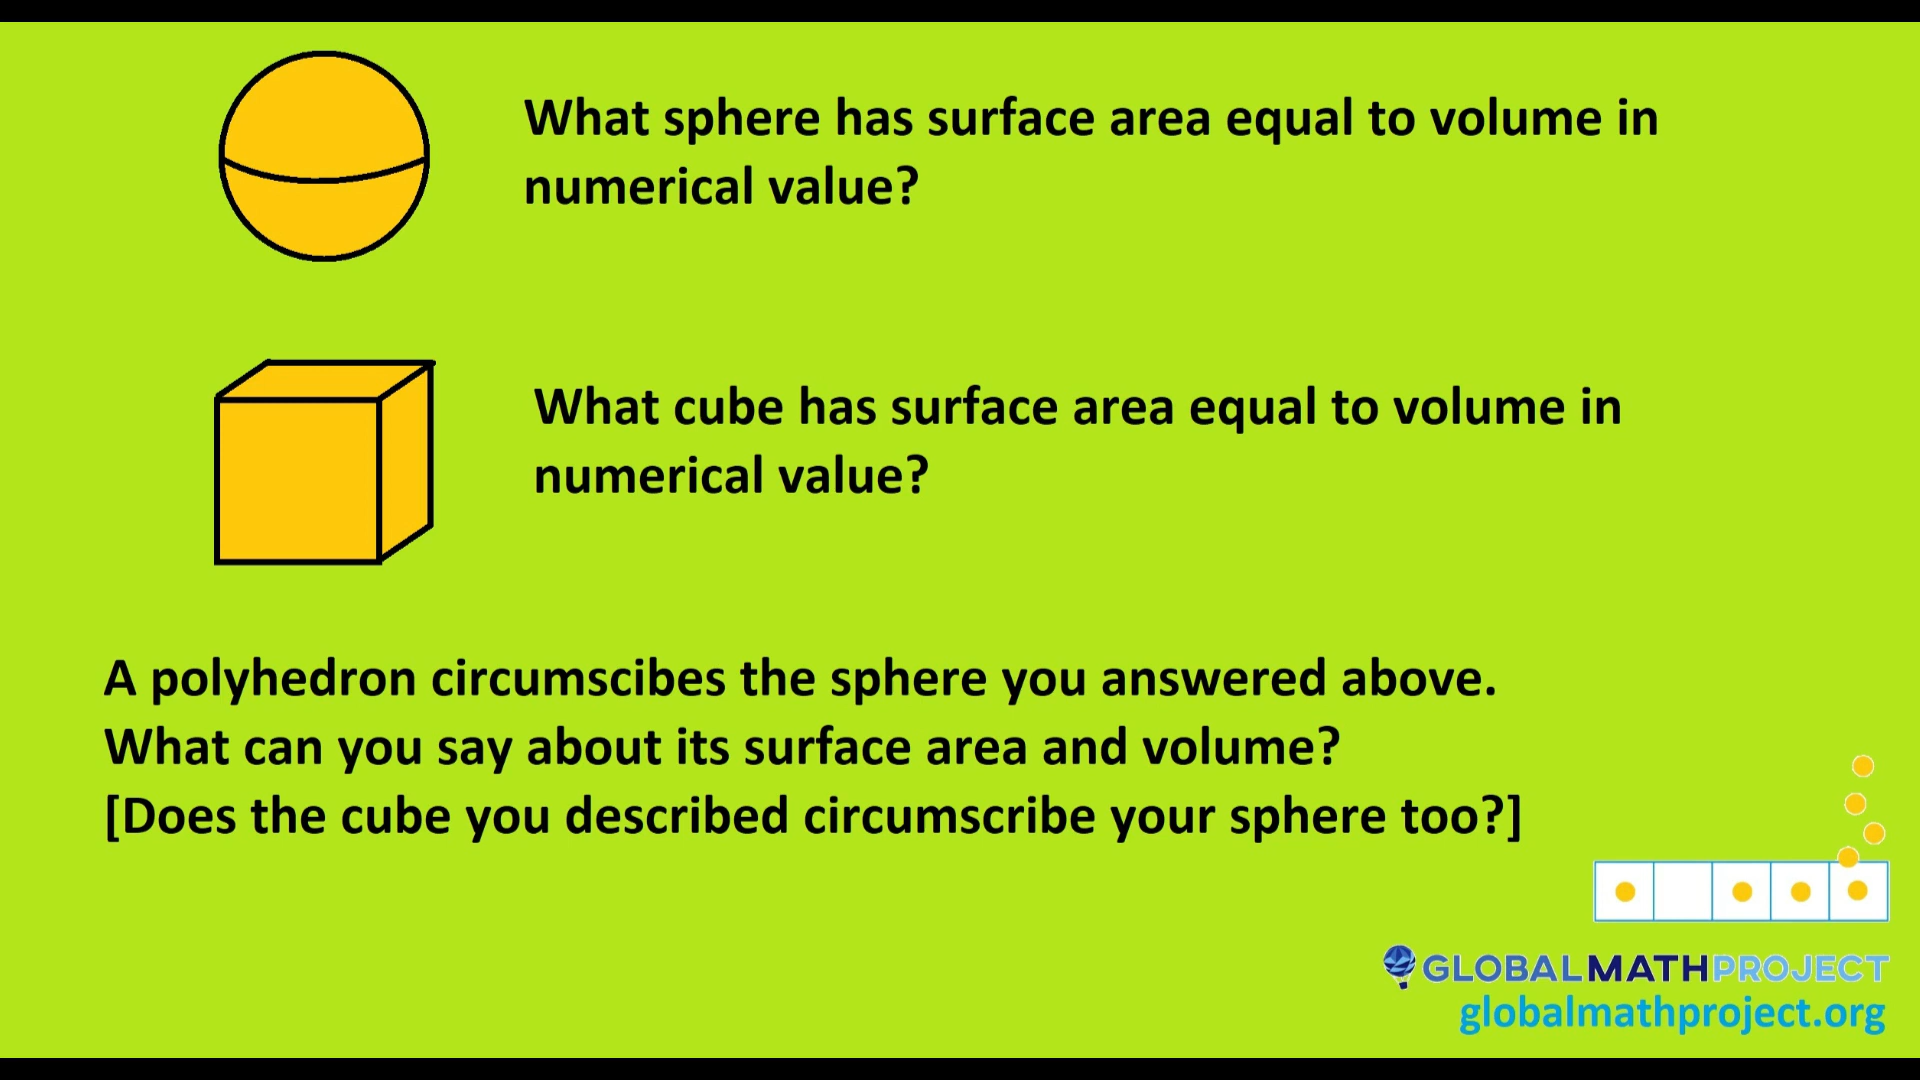 What sphere has surface area equal to volume in
numerical value?
What cube has surface area equal to volume in
numerical value?
A polyhedron circumscibes the sphere you answered above.
What can you say about its surface area and volume?
[Does the cube you described circumscribe your sphere too?]
GLOBALMATHPROJECT
globalmathproject.org